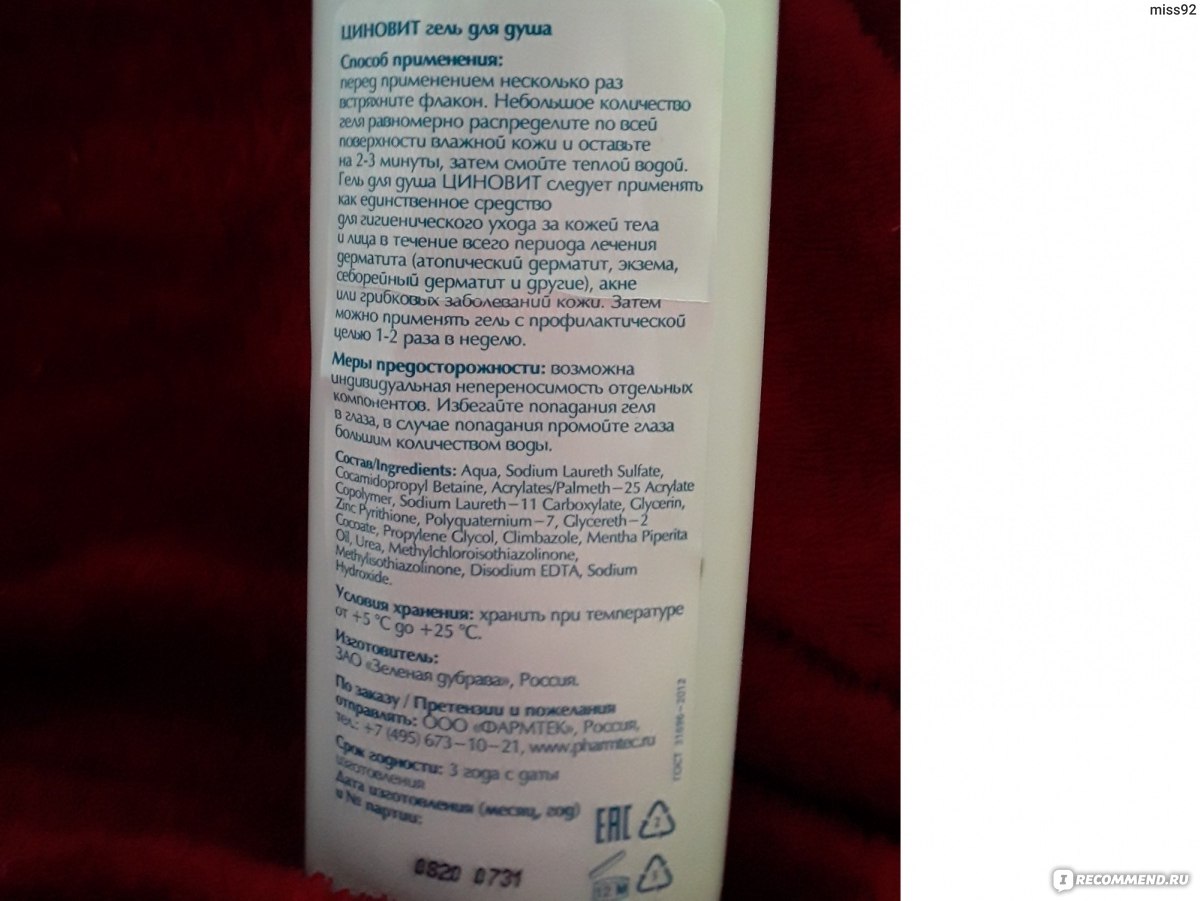 miss92
ЦИНОВИТ гель для душа
Способ применения:
перед применением несколько раз
встряхните флакон. Небольшое количество
геля равномерно распределите по всей
поверхности влажной кожи и оставьте
на 2-3 минуты, затем смойте теплой водой.
Гель для душа ЦИНОВИТ следует применять
как единственное средство
для гигиенического ухода за кожей тела
и лица в течение всего периода лечения
дерматита (атопический дерматит, экзема,
себорейный дерматит и другие), акне
или грибковых заболеваний кожи. Затем
можно применять гель с профилактической
целью 1-2 раза в неделю.
Меры предосторожности: возможна
индивидуальная непереносимость отдельных
компонентов. Избегайте попадания геля
в глаза, в случае попадания промойте глаза
большим количеством воды.
Состав/Ingredients: Aqua, Sodium Laureth Sulfate,
Cocamidopropyl Betaine, Acrylates/Palmeth-25 Acrylate
Copolymer, Sodium Laureth-11 Carboxylate, Glycerin,
Zinc Pyrithione, Polyquaternium-7, Glycereth-2
Cocoate, Propylene Glycol, Climbazole, Mentha Piperita
Oil, Urea, Methylchloroisothiazolinone,
Methylisothiazolinone, Disodium EDTA, Sodium
Hydroxide.
Условия хранения: хранить при температуре
от +5 °C до +25 °C.
Изготовитель:
ЗАО «Зеленая дубрава», Россия.
По заказу / Претензии и пожелания
отправлять: ООО «ФАРМТЕК», Россия,
тел.: +7 (495) 673-10-21, www.pharmtec.ru
Срок годности: 3 года с даты
изготовления
Дата изготовления (месяц, год)
и № партии:
0820 0731
ГОСТ 31696-2012
EAC
12 M
IRECOMMEND.RU